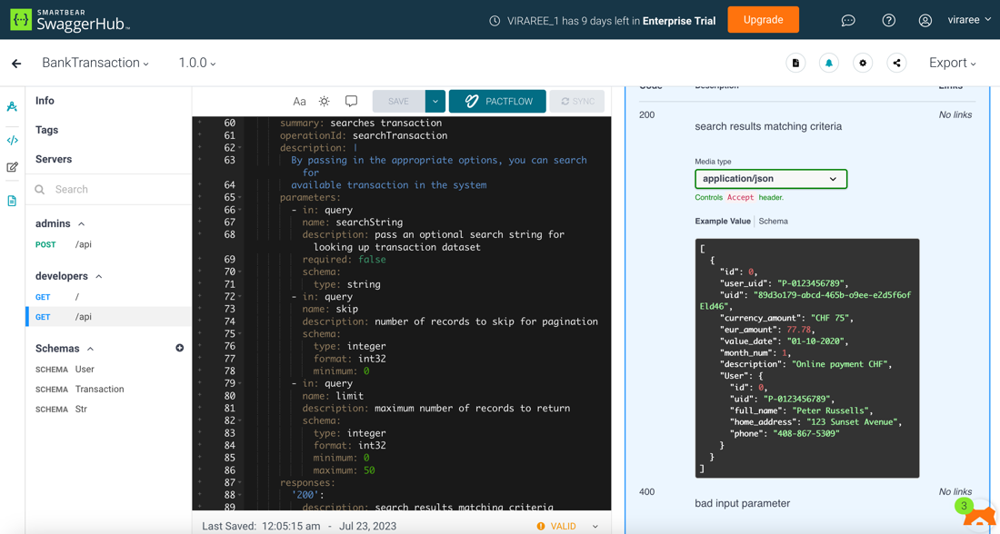 SMARTBEAR
SwaggerHub™
VIRAREE_1 has 9 days left in Enterprise Trial
Upgrade
viraree
BankTransaction
1.0.0
Export
Info
Tags
Servers
Search
admins
POST /api
developers
GET /
GET /api
Schemas
SCHEMA User
SCHEMA Transaction
SCHEMA Str
Aa
SAVE
PACTFLOW
SYNC
60 summary: searches transaction
61 operationId: searchTransaction
62 description: |
63 By passing in the appropriate options, you can search
for
64 available transaction in the system
65 parameters:
66 - in: query
67 name: searchString
68 description: pass an optional search string for
looking up transaction dataset
69 required: false
70 schema:
71 type: string
72 - in: query
73 name: skip
74 description: number of records to skip for pagination
75 schema:
76 type: integer
77 format: int32
78 minimum: 0
79 - in: query
80 name: limit
81 description: maximum number of records to return
82 schema:
83 type: integer
84 format: int32
85 minimum: 0
86 maximum: 50
87 responses:
88 '200':
89 description: search results matching criteria
Last Saved: 12:05:15 am - Jul 23, 2023
VALID
Code Description Links
200 No links
search results matching criteria
Media type
application/json
Controls Accept header.
Example Value Schema
[
{
"id": 0,
"user_uid": "P-0123456789",
"uid": "89d3o179-abcd-465b-o9ee-e2d5f6of
Eld46",
"currency_amount": "CHF 75",
"eur_amount": 77.78,
"value_date": "01-10-2020",
"month_num": 1,
"description": "Online payment CHF",
"User": {
"id": 0,
"uid": "P-0123456789",
"full_name": "Peter Russells",
"home_address": "123 Sunset Avenue",
"phone": "408-867-5309"
}
}
]
400 No links
bad input parameter
3